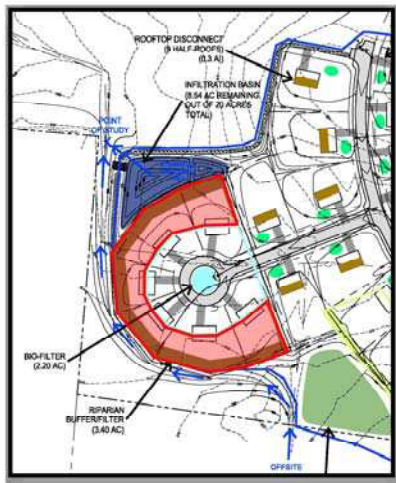 ROOFTOP DISCONNECT
(9 HALF-ROOFS)
(0.3 AI)
INFILTRATION BASIN
(8.54 AC REMAINING
OUT OF 20 ACRES
TOTAL)
POINT
OF STUDY
BIO-FILTER
(2.20 AC)
RIPARIAN
BUFFER/FILTER
(3.40 AC)
OFFSITE